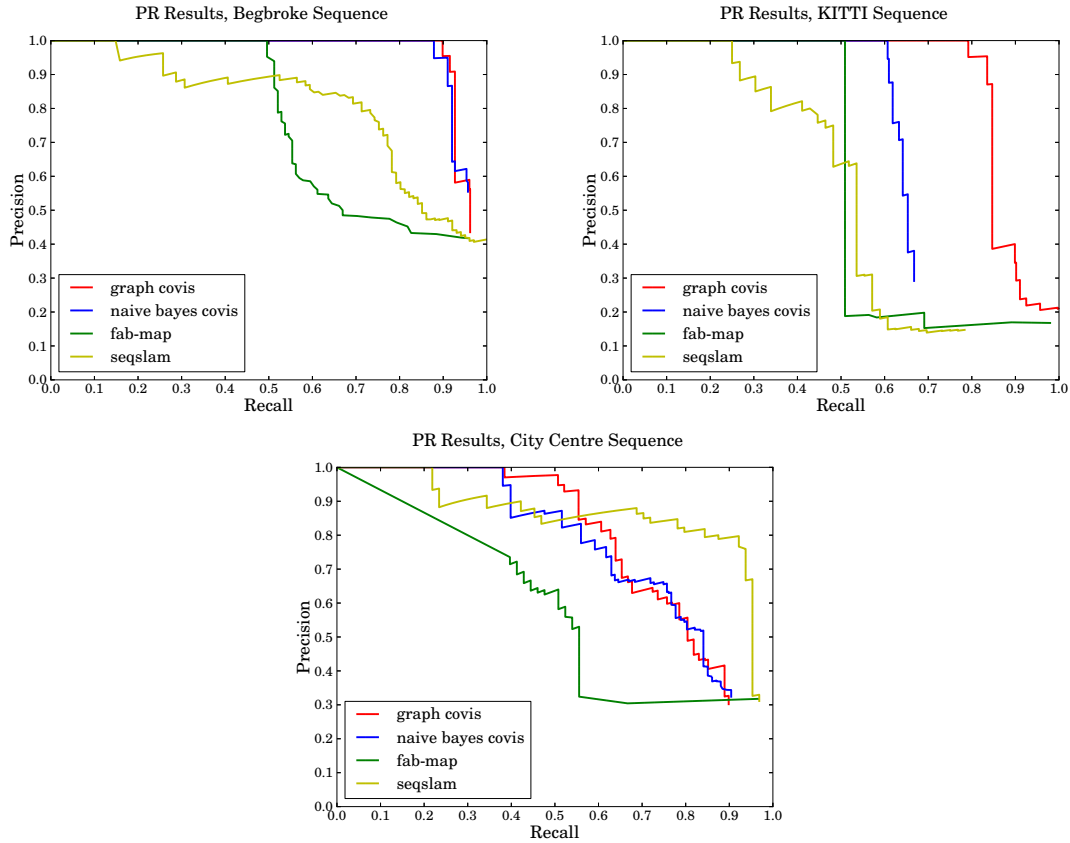 PR Results, Begbroke Sequence
1.0
0.9
0.8
0.7
0.6
0.5
0.4
0.3
0.2
0.1
0.0
Precision
graph covis
naive bayes covis
fab-map
seqslam
0.0 0.1 0.2 0.3 0.4 0.5 0.6 0.7 0.8 0.9 1.0
Recall
PR Results, KITTI Sequence
1.0
0.9
0.8
0.7
0.6
0.5
0.4
0.3
0.2
0.1
0.0
Precision
graph covis
naive bayes covis
fab-map
seqslam
0.0 0.1 0.2 0.3 0.4 0.5 0.6 0.7 0.8 0.9 1.0
Recall
PR Results, City Centre Sequence
1.0
0.9
0.8
0.7
0.6
0.5
0.4
0.3
0.2
0.1
0.0
Precision
graph covis
naive bayes covis
fab-map
seqslam
0.0 0.1 0.2 0.3 0.4 0.5 0.6 0.7 0.8 0.9 1.0
Recall